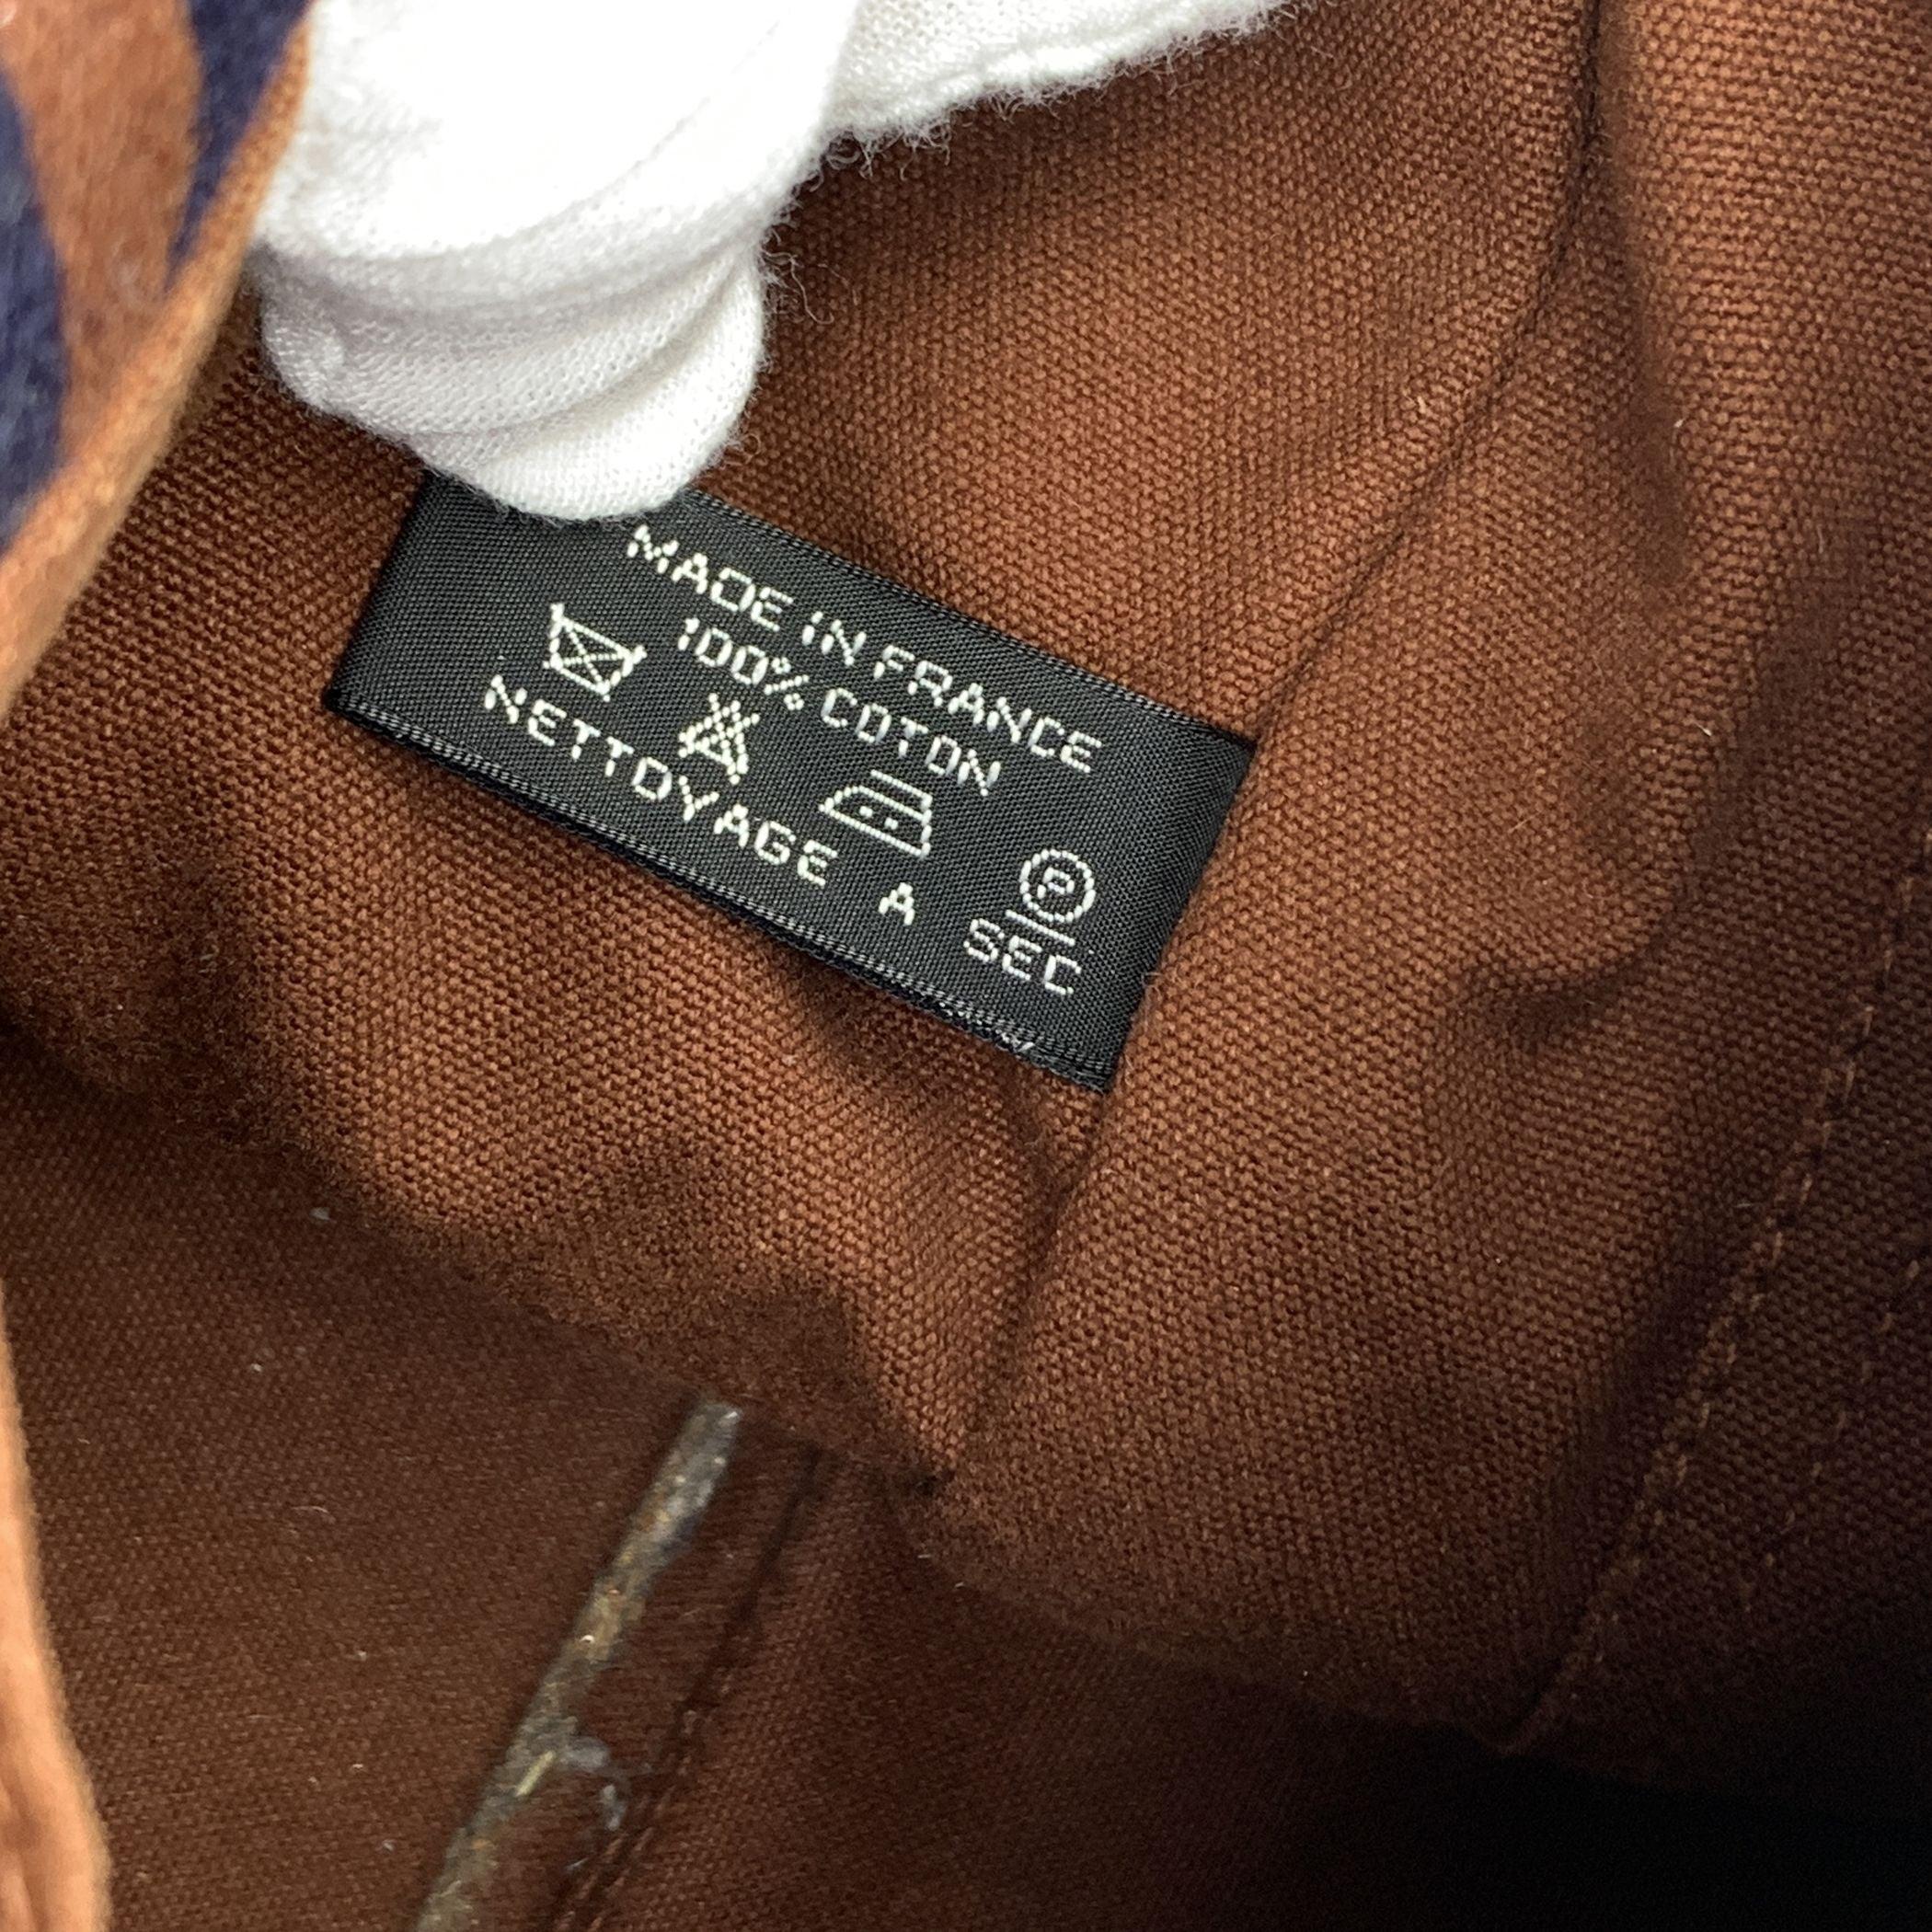 MADE IN FRANCE
100% COTON
P
NETTOYAGE A SEC